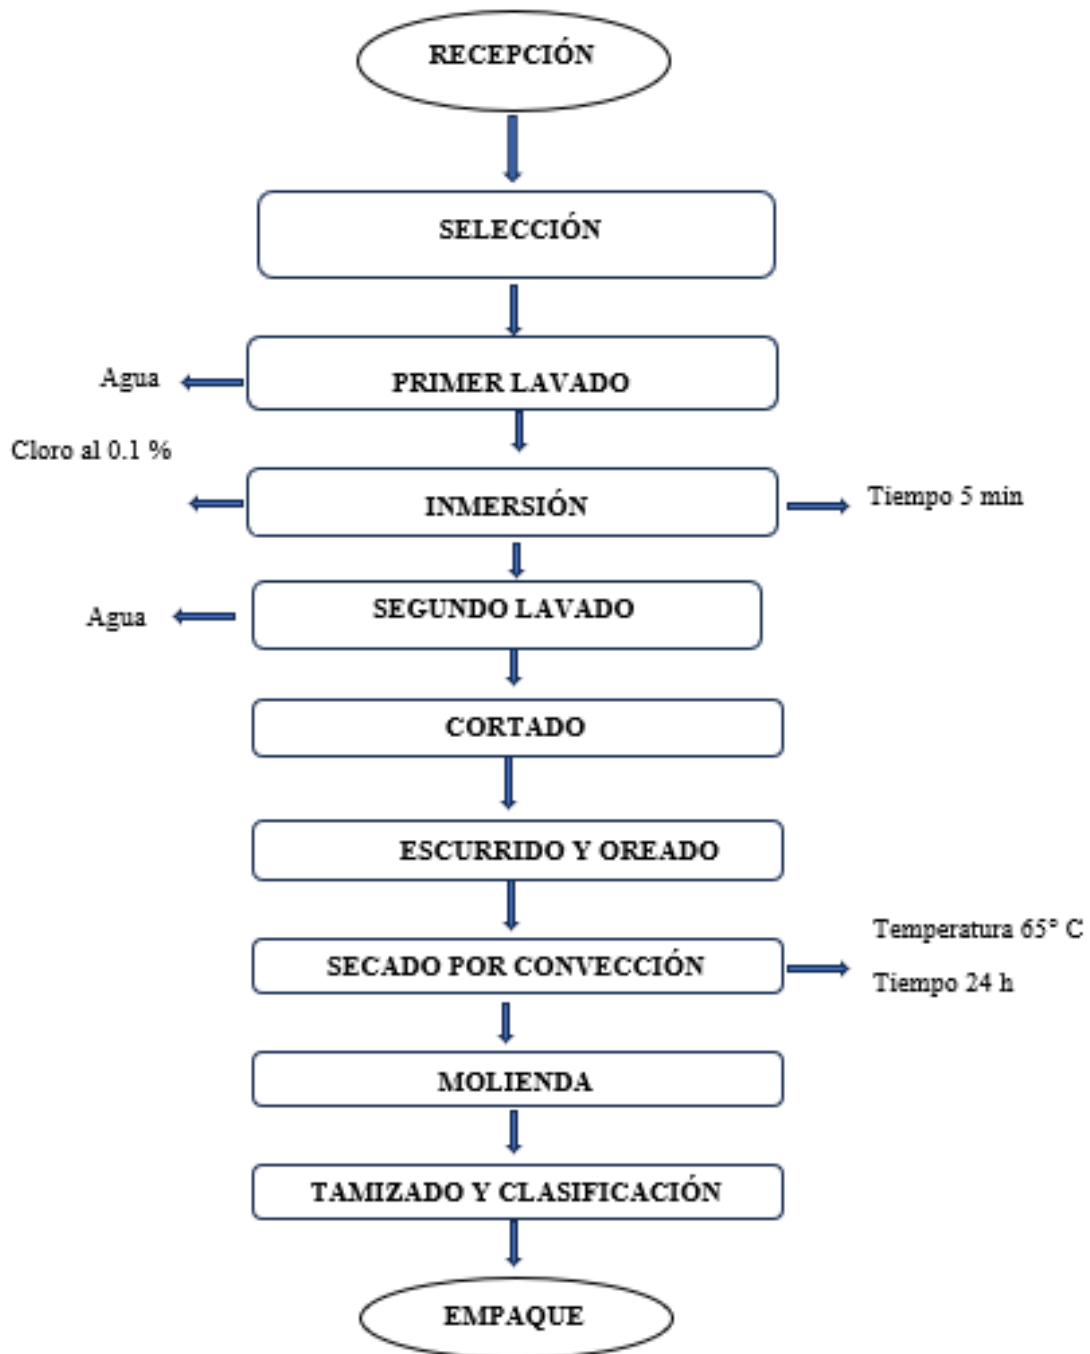 RECEPCIÓN
SELECCIÓN
Agua
PRIMER LAVADO
Cloro al 0.1 %
INMERSIÓN
Tiempo 5 min
Agua
SEGUNDO LAVADO
CORTADO
ESCURRIDO Y OREADO
Temperatura 65° C
SECADO POR CONVECCIÓN
Tiempo 24 h
MOLIENDA
TAMIZADO Y CLASIFICACIÓN
EMPAQUE